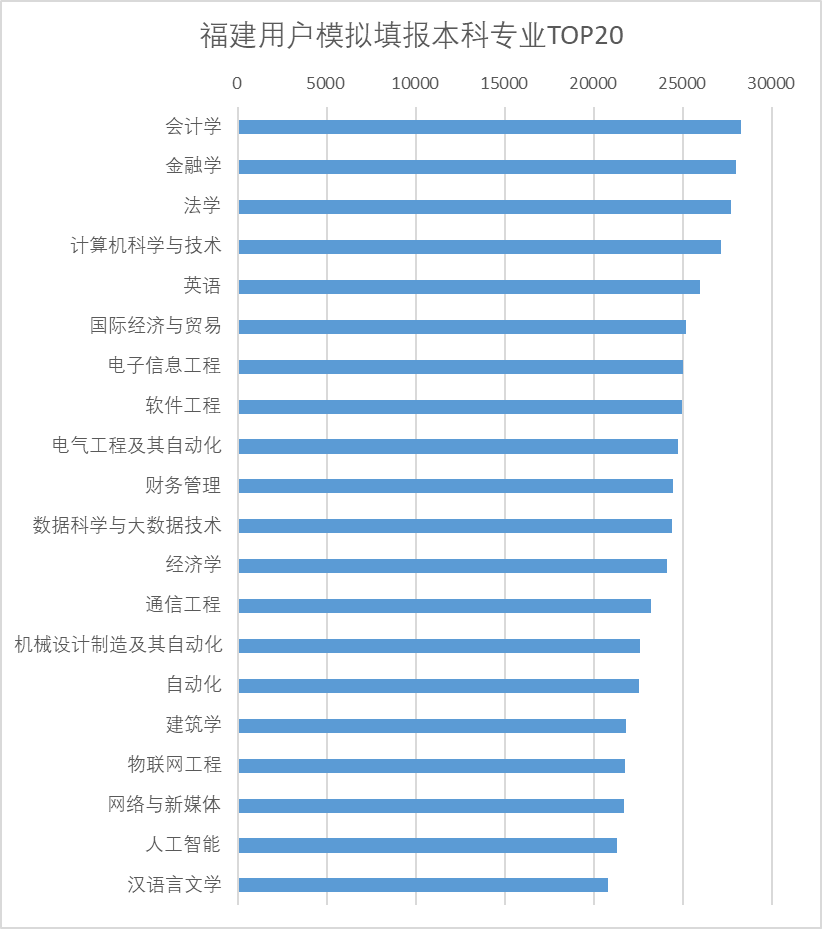 福建用户模拟填报本科专业TOP20
0 5000 10000 15000 20000 25000 30000
会计学
金融学
法学
计算机科学与技术
英语
国际经济与贸易
电子信息工程
软件工程
电气工程及其自动化
财务管理
数据科学与大数据技术
经济学
通信工程
机械设计制造及其自动化
自动化
建筑学
物联网工程
网络与新媒体
人工智能
汉语言文学